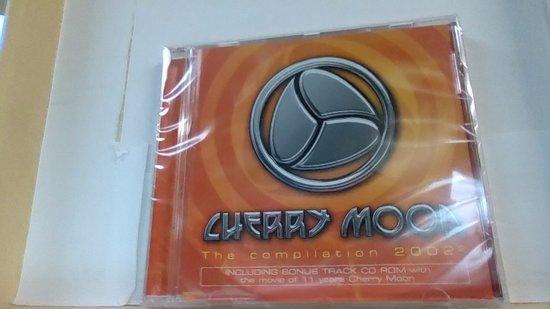 CHERRY MOON
The compilation 2002
INCLUDING BONUS TRACK CD ROM with
the movie of 11 years Cherry Moon